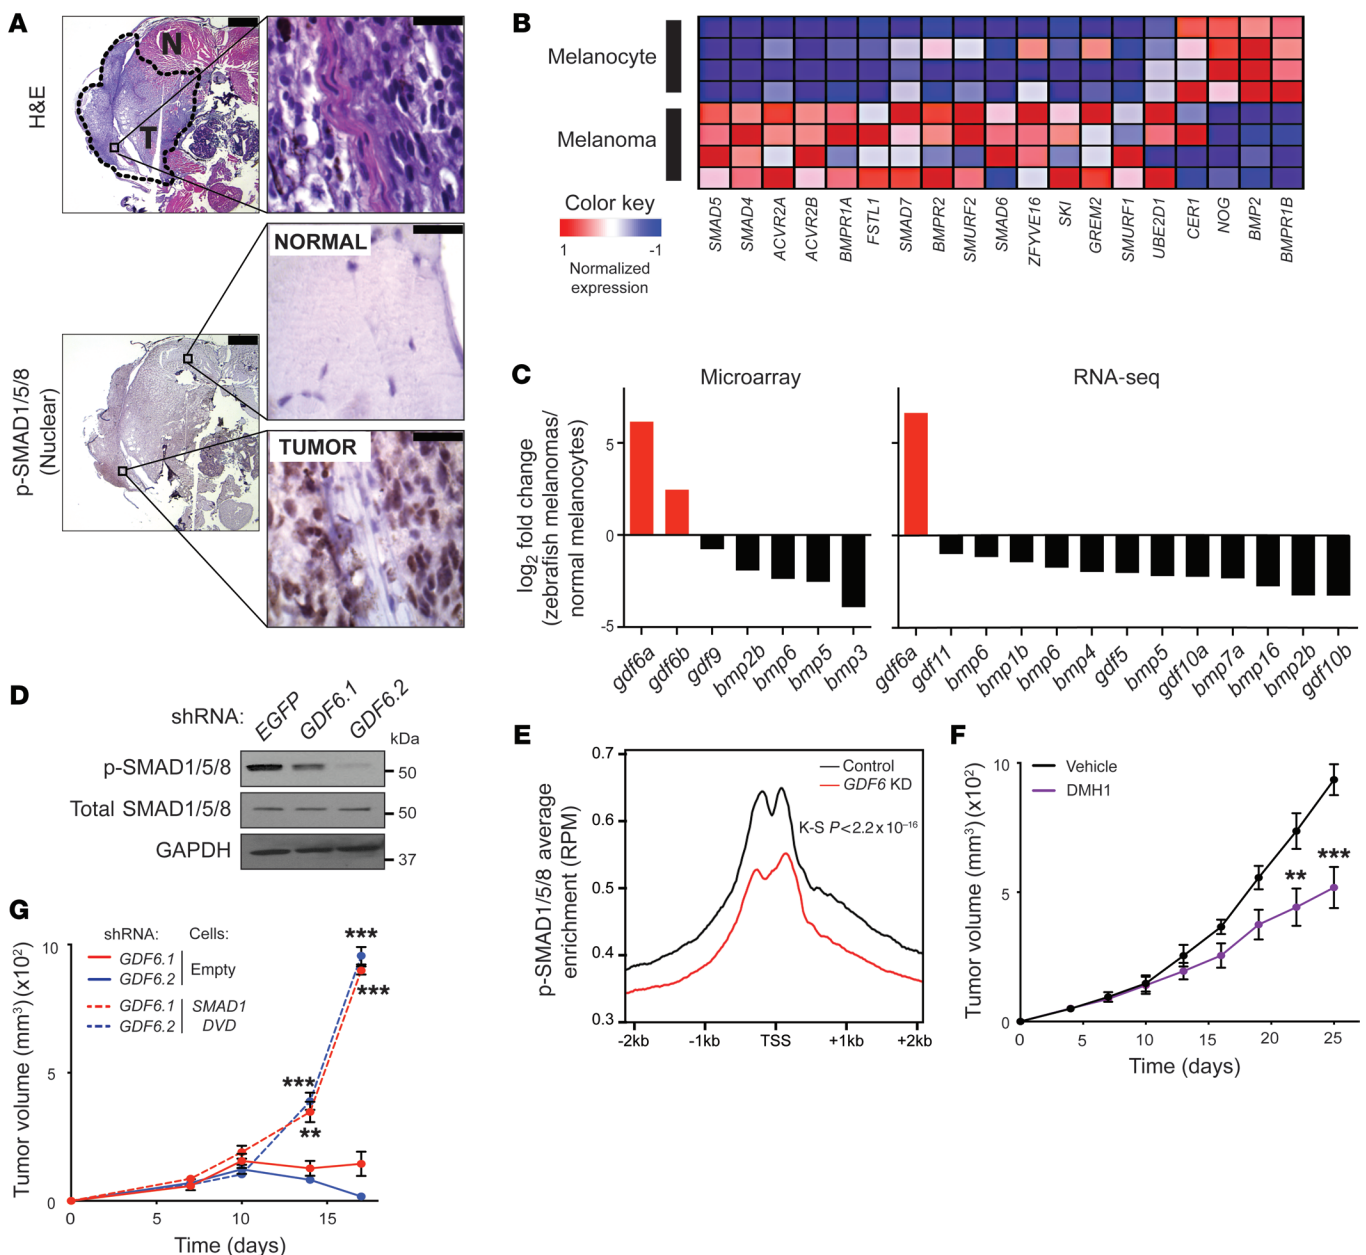 A
H&E
N
T
NORMAL
p-SMAD1/5/8
(Nuclear)
TUMOR
B
Melanocyte
Melanoma
Color key
1 -1
Normalized
expression
SMAD5
SMAD4
ACVR2A
ACVR2B
BMPR1A
FSTL1
SMAD7
BMPR2
SMURF2
SMAD6
ZFYVE16
SKI
GREM2
SMURF1
UBE2D1
CER1
NOG
BMP2
BMPR1B
C
Microarray
RNA-seq
log2 fold change
(zebrafish melanomas/
normal melanocytes)
5
0
-5
gdf6a
gdf6b
gdf9
bmp2b
bmp6
bmp5
bmp3
5
0
-5
gdf6a
gdf11
bmp6
bmp1b
bmp6
bmp4
gdf5
bmp5
gdf10a
bmp7a
bmp16
bmp2b
gdf10b
D
shRNA:
EGFP
GDF6.1
GDF6.2
kDa
p-SMAD1/5/8
50
Total SMAD1/5/8
50
GAPDH
37
E
p-SMAD1/5/8 average
enrichment (RPM)
0.7
0.6
0.5
0.4
0.3
Control
GDF6 KD
K-S P<2.2x10−16
-2kb -1kb TSS +1kb +2kb
F
Tumor volume (mm3) (x102)
10
5
0
Vehicle
DMH1
**
***
0 5 10 15 20 25
Time (days)
G
Tumor volume (mm3) (x102)
10
5
0
shRNA: Cells:
GDF6.1
GDF6.2
Empty
GDF6.1
GDF6.2
SMAD1
DVD
***
***
***
**
0 5 10 15
Time (days)